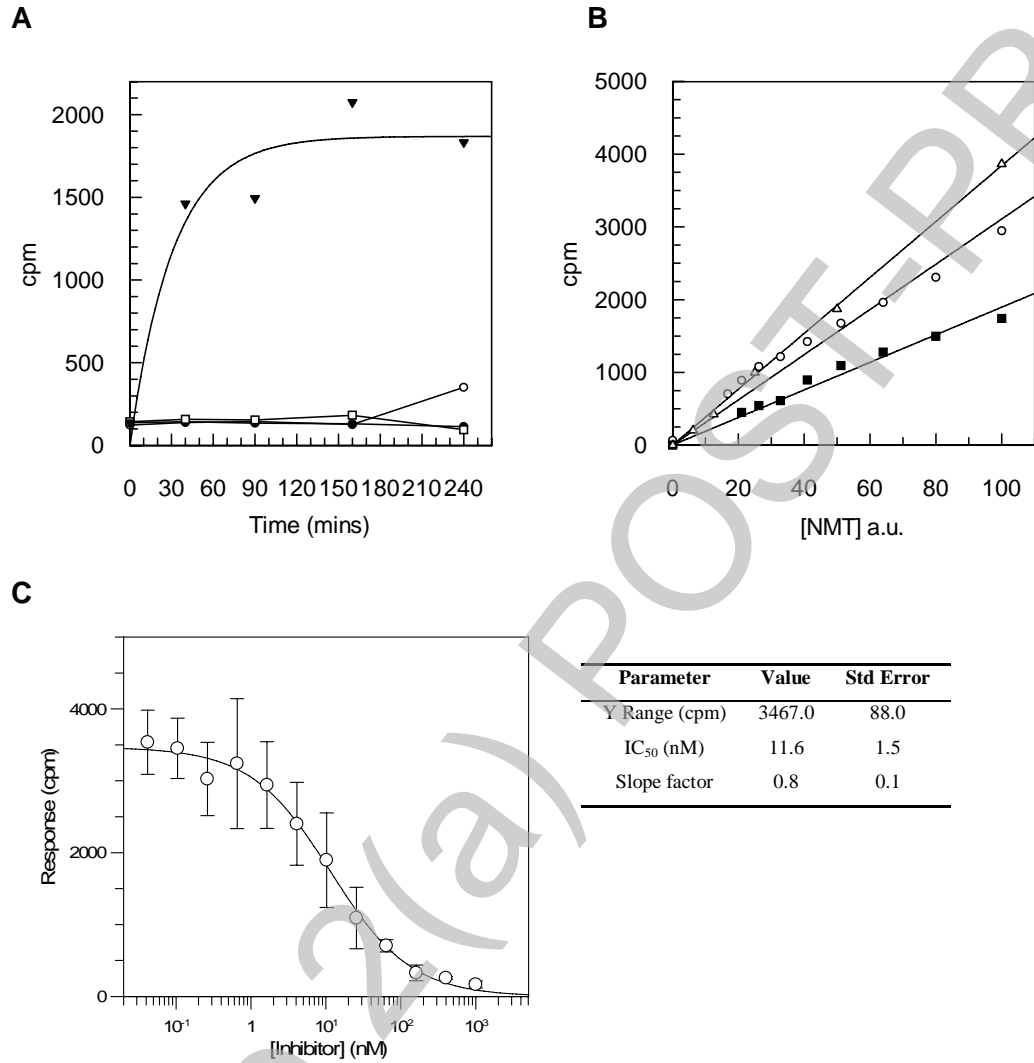 A
B
cpm
2000
1500
1000
500
0
0 30 60 90 120 150 180 210 240
Time (mins)
cpm
5000
4000
3000
2000
1000
0
0 20 40 60 80 100
[NMT] a.u.
C
Response (cpm)
4000
2000
0
10-1 1 101 102 103
[Inhibitor] (nM)
Parameter Value Std Error
Y Range (cpm) 3467.0 88.0
IC50 (nM) 11.6 1.5
Slope factor 0.8 0.1
2(a) POST-PR